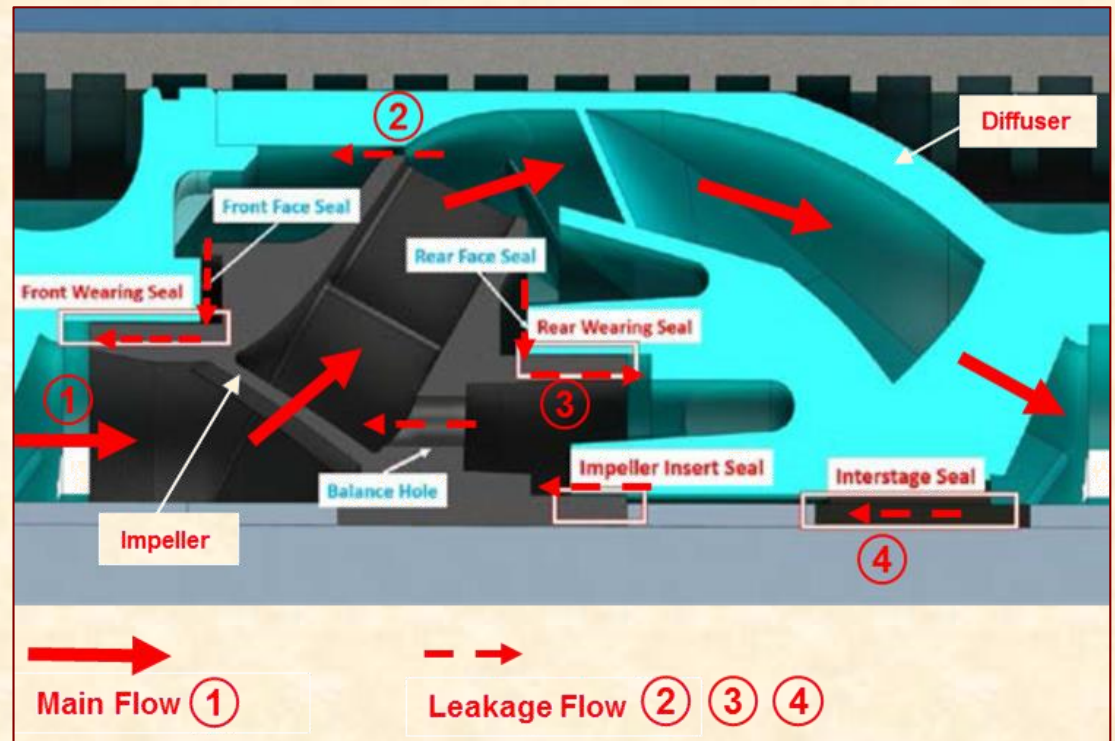 ②
Diffuser
Front Face Seal
Rear Face Seal
Front Wearing Seal
Rear Wearing Seal
①
③
Impeller Insert Seal
Interstage Seal
Balance Hole
Impeller
④
Main Flow ①
Leakage Flow ② ③ ④